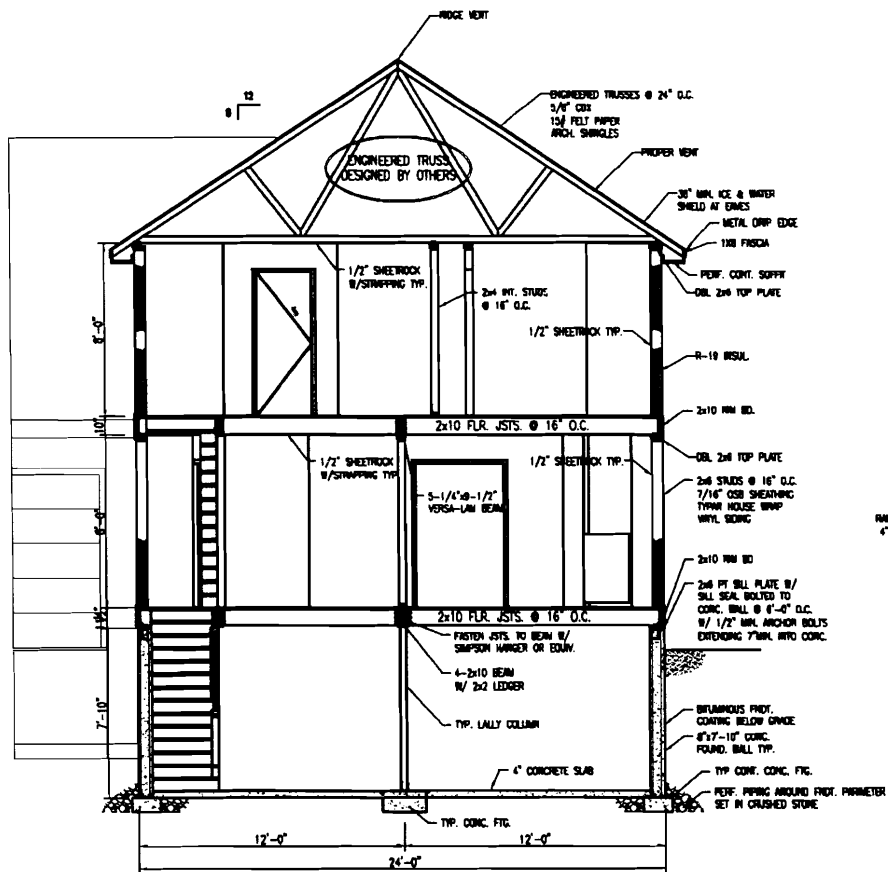 RIDGE VENT
12
8
ENGINEERED TRUSSES @ 24" O.C.
5/8" CDX
15# FELT PAPER
ARCH. SHINGLES
PROPER VENT
ENGINEERED TRUSS
DESIGNED BY OTHERS
36" MIN. ICE & WATER
SHIELD AT EAVES
METAL DRIP EDGE
1X8 FASCIA
PERF. CONT. SOFFIT
DBL 2x6 TOP PLATE
1/2" SHEETROCK
W/STRAPPING TYP.
2x4 INT. STUDS
@ 16" O.C.
1/2" SHEETROCK TYP.
R-19 INSUL.
8'-0"
10"
2x10 FLR. JSTS. @ 16" O.C.
2x10 RIM BD.
DBL 2x6 TOP PLATE
1/2" SHEETROCK
W/STRAPPING TYP.
1/2" SHEETROCK TYP.
5-1/4"x9-1/2"
VERSA-LAM BEAM
2x6 STUDS @ 16" O.C.
7/16" OSB SHEATHING
TYPAR HOUSE WRAP
VINYL SIDING
8'-0"
2x10 RIM BD
2x10 FLR. JSTS. @ 16" O.C.
2x6 PT SILL PLATE W/
SILL SEAL BOLTED TO
CONC. WALL @ 6'-0" O.C.
W/ 1/2" MIN. ANCHOR BOLTS
EXTENDING 7"MIN. INTO CONC.
FASTEN JSTS. TO BEAM W/
SIMPSON HANGER OR EQUIV.
4-2x10 BEAM
W/ 2x2 LEDGER
TYP. LALLY COLUMN
7'-10"
BITUMINOUS FNDT.
COATING BELOW GRADE
8"x7'-10" CONC.
FOUND. WALL TYP.
4" CONCRETE SLAB
TYP CONT. CONC. FTG.
PERF. PIPING AROUND FNDT. PARIMETER
SET IN CRUSHED STONE
TYP. CONC. FTG.
12'-0"
12'-0"
24'-0"